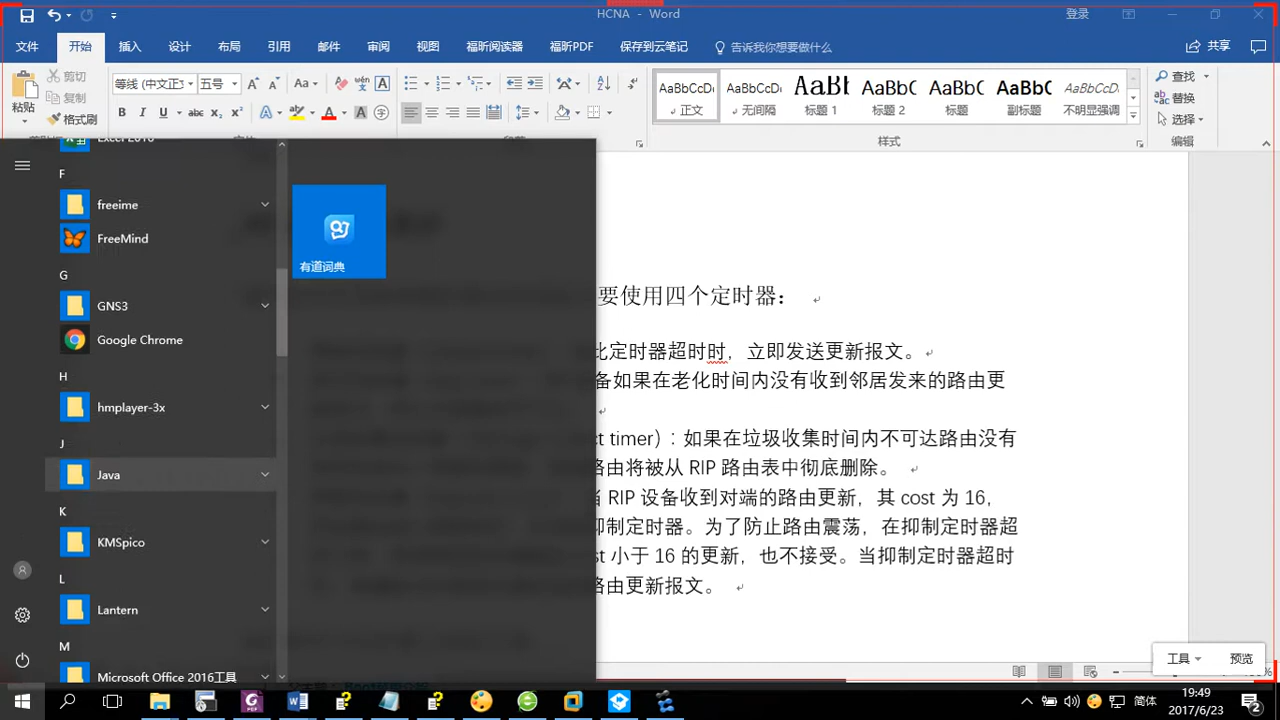 HCNA - Word
登录
文件 开始 插入 设计 布局 引用 邮件 审阅 视图 福昕阅读器 福昕PDF 保存到云笔记 告诉我你想要做什么 共享
粘贴 剪切
复制
格式刷
等线 (中文正 五号
AaBbCcDi AaBbCcDi AaBb AaBbC AaBbC AaBbC AaBbCcDi
正文 无间隔 标题 1 标题 2 标题 副标题 不明显强调
样式
查找
替换
选择
编辑
Excel 2016
F
freeime
FreeMind
G
GNS3
Google Chrome
H
hmplayer-3x
J
Java
K
KMSpico
L
Lantern
M
Microsoft Office 2016工具
有道词典
要使用四个定时器：
比定时器超时时，立即发送更新报文。
备如果在老化时间内没有收到邻居发来的路由更
ct timer）：如果在垃圾收集时间内不可达路由没有
路由将被从 RIP 路由表中彻底删除。
当 RIP 设备收到对端的路由更新，其 cost 为 16，
抑制定时器。为了防止路由震荡，在抑制定时器超
st 小于 16 的更新，也不接受。当抑制定时器超时
路由更新报文。
工具 预览
简体
19:49
2017/6/23
2